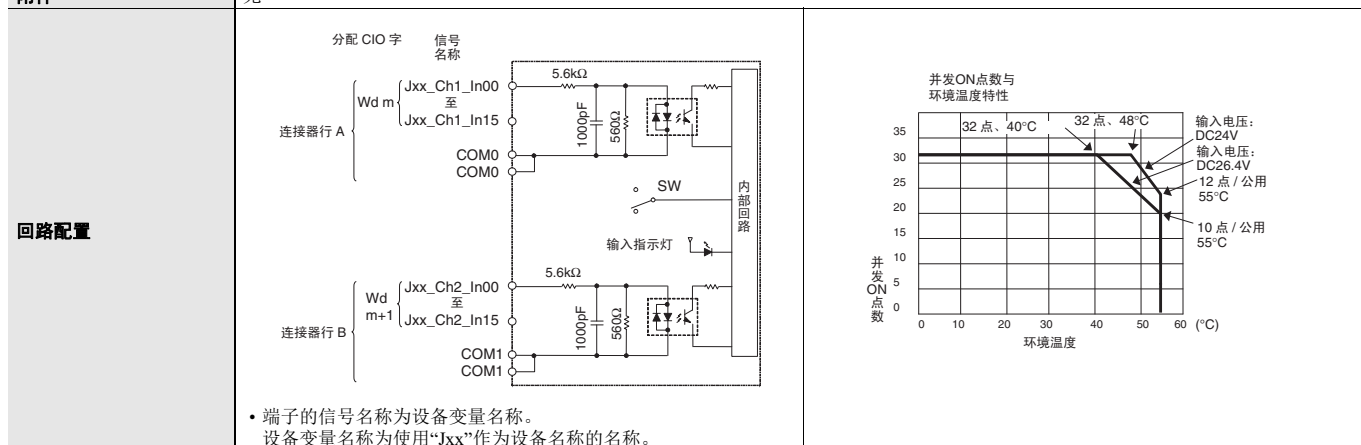 回路配置
分配 CIO 字
信号
名称
连接器行 A
Wd m
Jxx_Ch1_In00
至
Jxx_Ch1_In15
COM0
COM0
5.6kΩ
1000pF
560Ω
SW
输入指示灯
内部回路
连接器行 B
Wd
m+1
Jxx_Ch2_In00
至
Jxx_Ch2_In15
COM1
COM1
5.6kΩ
1000pF
560Ω
• 端子的信号名称为设备变量名称。
设备变量名称为使用“Jxx”作为设备名称的名称。
并发ON点数与
环境温度特性
32 点、40°C
32 点、48°C
输入电压：
DC24V
输入电压：
DC26.4V
12 点 / 公用
55°C
10 点 / 公用
55°C
并发ON点数
35
30
25
20
15
10
5
0
0 10 20 30 40 50 60 (°C)
环境温度